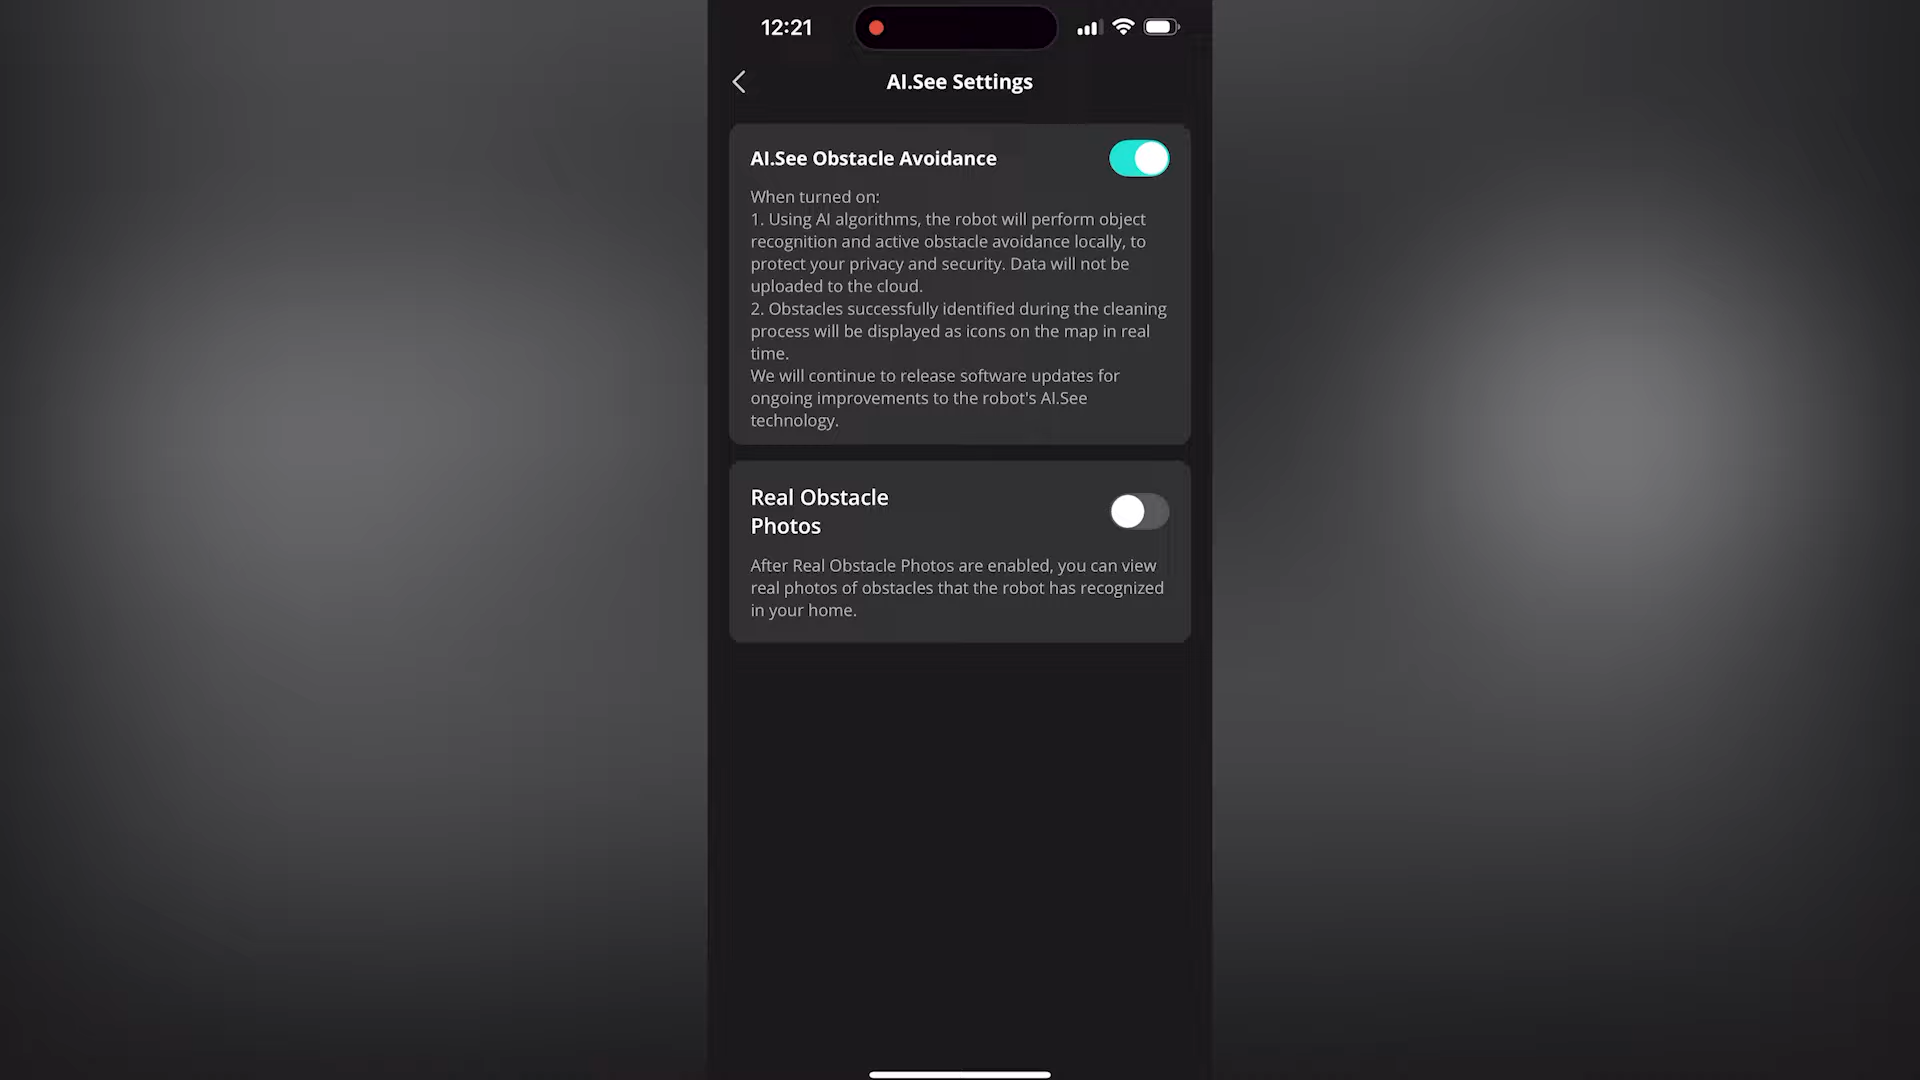 12:21
AI.See Settings
AI.See Obstacle Avoidance
When turned on:
1. Using AI algorithms, the robot will perform object
recognition and active obstacle avoidance locally, to
protect your privacy and security. Data will not be
uploaded to the cloud.
2. Obstacles successfully identified during the cleaning
process will be displayed as icons on the map in real
time.
We will continue to release software updates for
ongoing improvements to the robot's AI.See
technology.
Real Obstacle
Photos
After Real Obstacle Photos are enabled, you can view
real photos of obstacles that the robot has recognized
in your home.